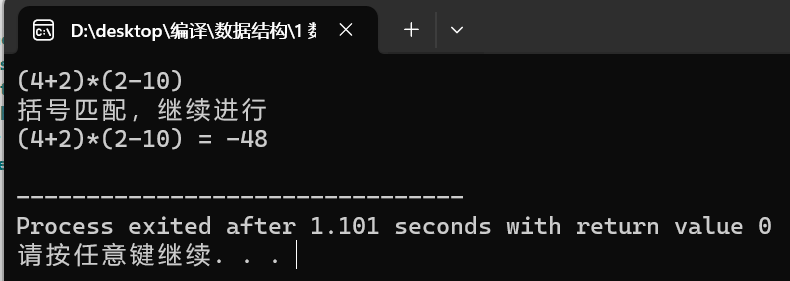 D:\desktop\编译\数据结构\1 数
(4+2)*(2-10)
括号匹配，继续进行
(4+2)*(2-10) = -48
--------------------------------
Process exited after 1.101 seconds with return value 0
请按任意键继续. . .